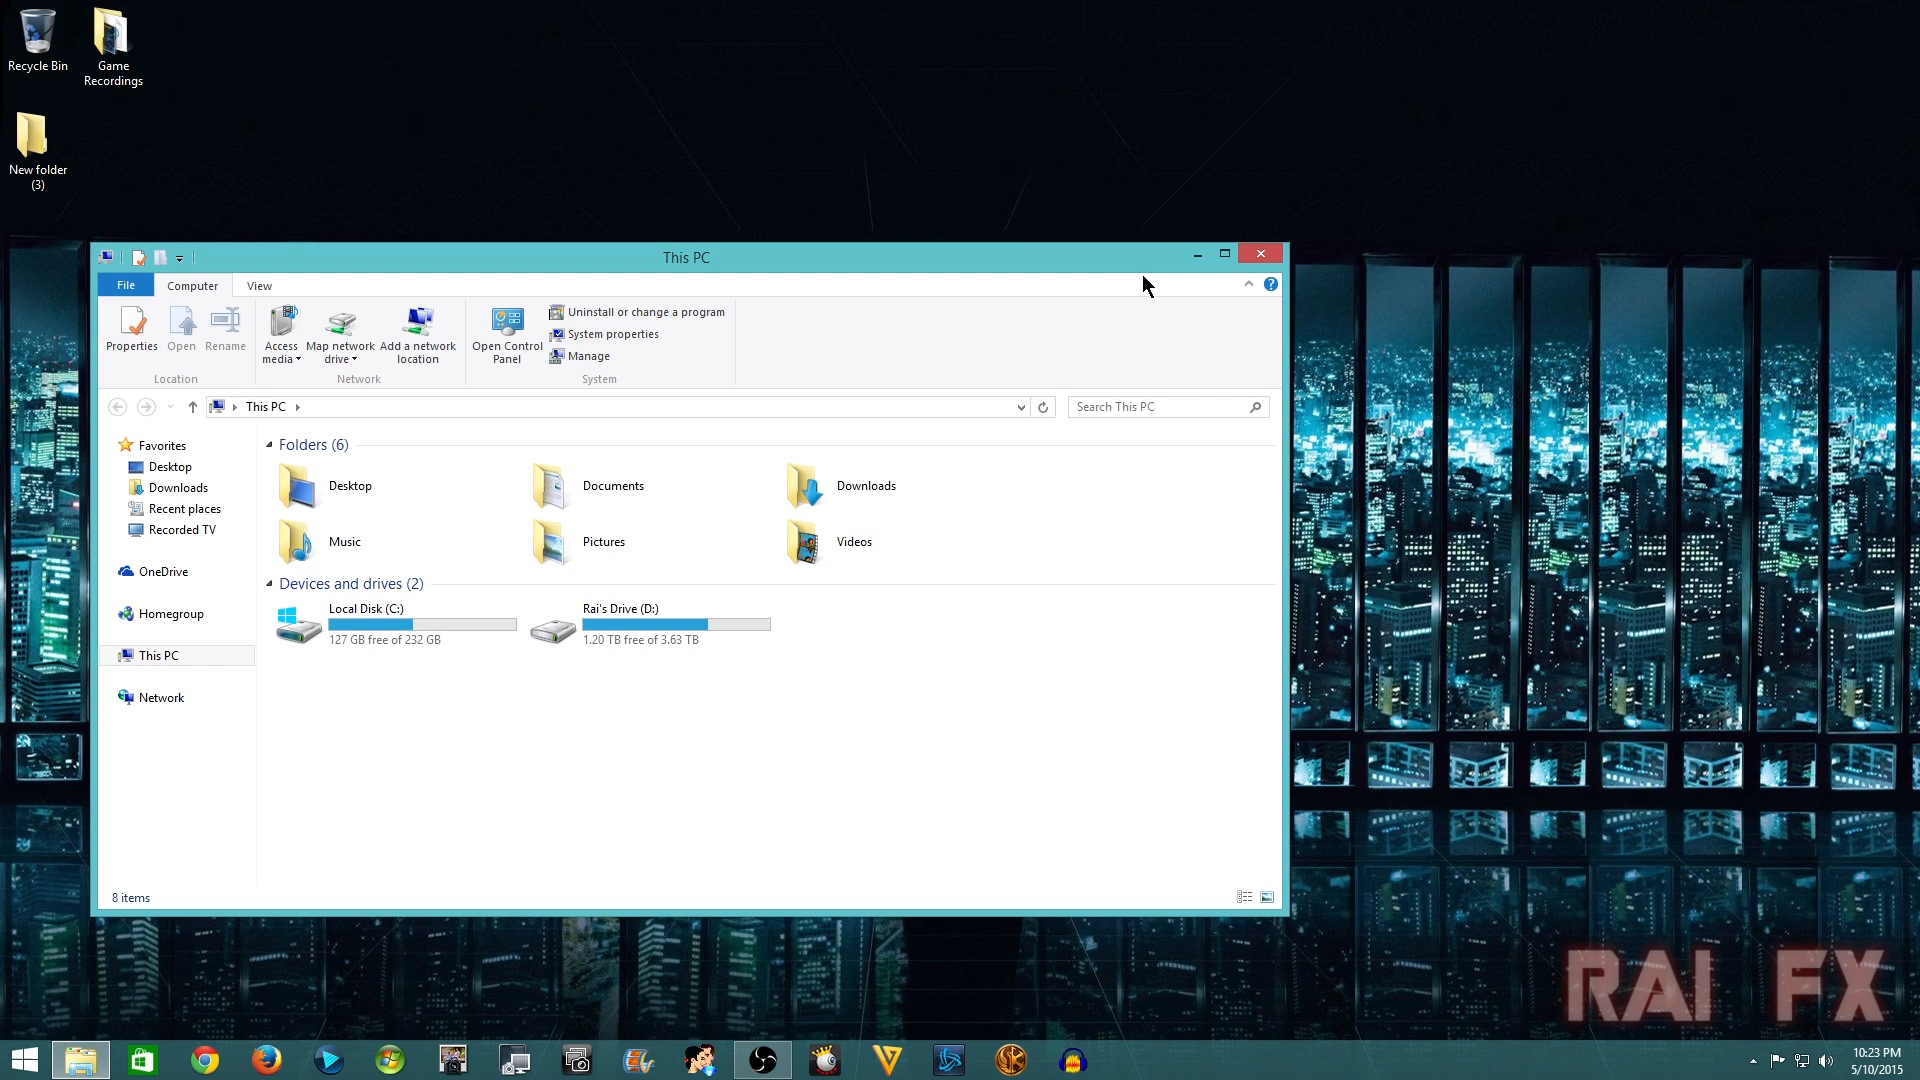 Recycle Bin
Game
Recordings
New folder
(3)
This PC
File
Computer
View
Properties
Open
Rename
Access
media
Map network
drive
Add a network
location
Open Control
Panel
Uninstall or change a program
System properties
Manage
Location
Network
System
This PC
Search This PC
Favorites
Desktop
Downloads
Recent places
Recorded TV
OneDrive
Homegroup
This PC
Network
Folders (6)
Desktop
Documents
Downloads
Music
Pictures
Videos
Devices and drives (2)
Local Disk (C:)
127 GB free of 232 GB
Rai's Drive (D:)
1.20 TB free of 3.63 TB
8 items
RAI FX
10:23 PM
5/10/2015